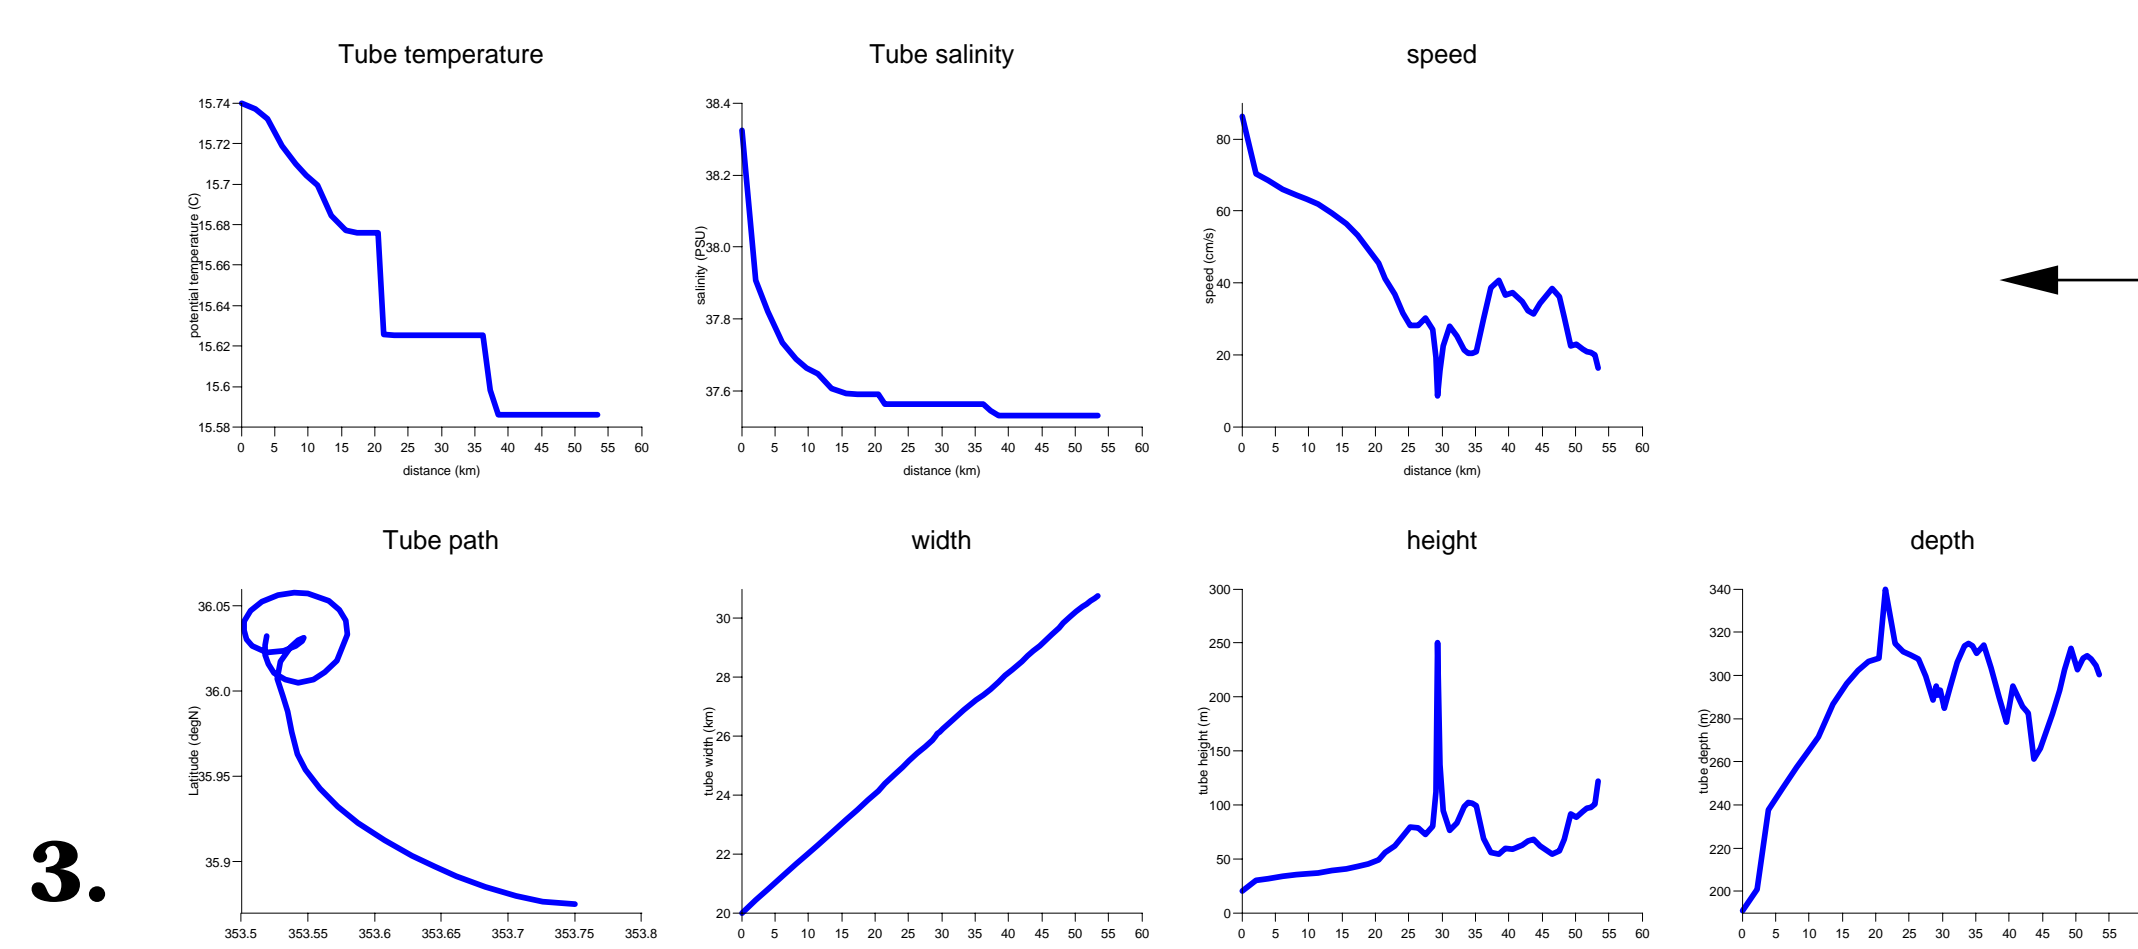 Tube temperature
Tube salinity
speed
15.74
15.72
15.7
15.68
15.66
15.64
15.62
15.6
15.58
potential temperature (C)
0 5 10 15 20 25 30 35 40 45 50 55 60
distance (km)
38.4
38.2
38.0
37.8
37.6
salinity (PSU)
0 5 10 15 20 25 30 35 40 45 50 55 60
distance (km)
80
60
40
20
0
speed (cm/s)
0 5 10 15 20 25 30 35 40 45 50 55 60
distance (km)
Tube path
width
height
depth
36.05
36.0
35.95
35.9
Latitude (degN)
353.5 353.55 353.6 353.65 353.7 353.75 353.8
30
28
26
24
22
20
tube width (km)
0 5 10 15 20 25 30 35 40 45 50 55 60
300
250
200
150
100
50
0
tube height (m)
0 5 10 15 20 25 30 35 40 45 50 55 60
340
320
300
280
260
240
220
200
tube depth (m)
0 5 10 15 20 25 30 35 40 45 50 55
3.